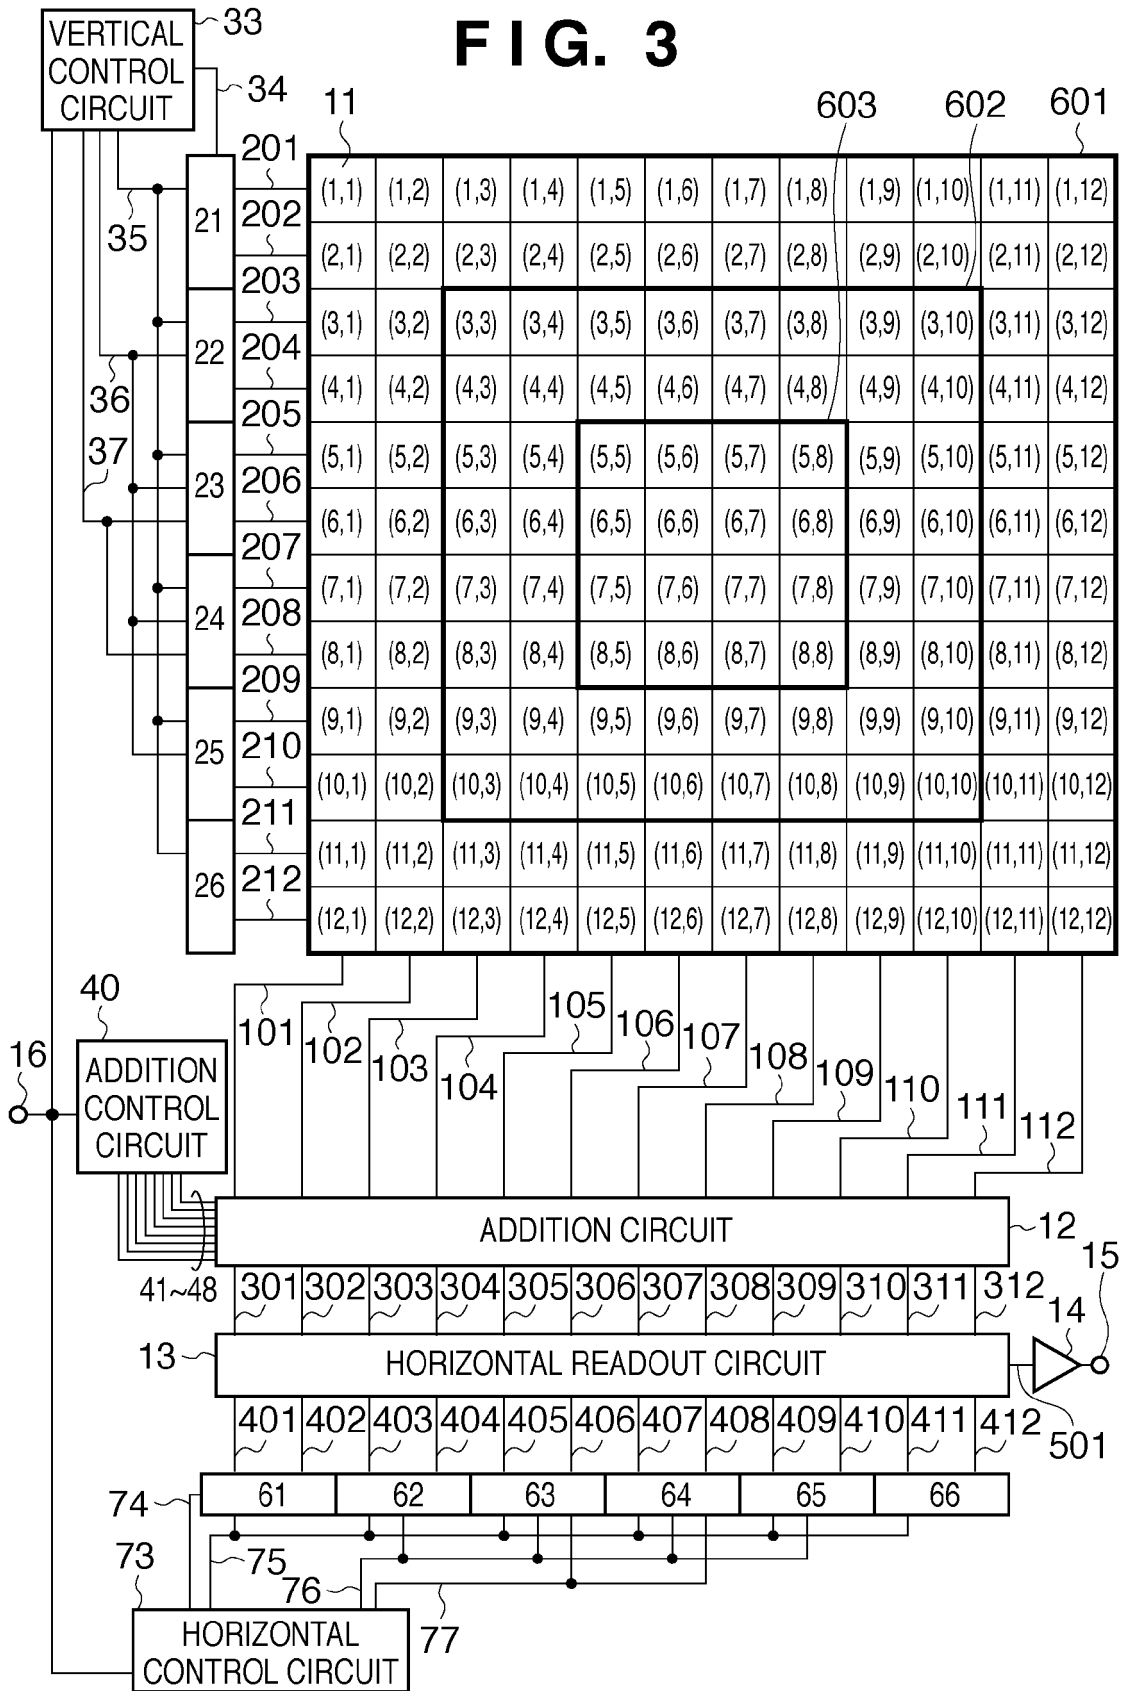 FIG. 3
VERTICAL
CONTROL
CIRCUIT
33
34
11
603
602
601
201
202
203
204
205
206
207
208
209
210
211
212
35
36
37
21
22
23
24
25
26
(1,1) (1,2) (1,3) (1,4) (1,5) (1,6) (1,7) (1,8) (1,9) (1,10) (1,11) (1,12)
(2,1) (2,2) (2,3) (2,4) (2,5) (2,6) (2,7) (2,8) (2,9) (2,10) (2,11) (2,12)
(3,1) (3,2) (3,3) (3,4) (3,5) (3,6) (3,7) (3,8) (3,9) (3,10) (3,11) (3,12)
(4,1) (4,2) (4,3) (4,4) (4,5) (4,6) (4,7) (4,8) (4,9) (4,10) (4,11) (4,12)
(5,1) (5,2) (5,3) (5,4) (5,5) (5,6) (5,7) (5,8) (5,9) (5,10) (5,11) (5,12)
(6,1) (6,2) (6,3) (6,4) (6,5) (6,6) (6,7) (6,8) (6,9) (6,10) (6,11) (6,12)
(7,1) (7,2) (7,3) (7,4) (7,5) (7,6) (7,7) (7,8) (7,9) (7,10) (7,11) (7,12)
(8,1) (8,2) (8,3) (8,4) (8,5) (8,6) (8,7) (8,8) (8,9) (8,10) (8,11) (8,12)
(9,1) (9,2) (9,3) (9,4) (9,5) (9,6) (9,7) (9,8) (9,9) (9,10) (9,11) (9,12)
(10,1) (10,2) (10,3) (10,4) (10,5) (10,6) (10,7) (10,8) (10,9) (10,10) (10,11) (10,12)
(11,1) (11,2) (11,3) (11,4) (11,5) (11,6) (11,7) (11,8) (11,9) (11,10) (11,11) (11,12)
(12,1) (12,2) (12,3) (12,4) (12,5) (12,6) (12,7) (12,8) (12,9) (12,10) (12,11) (12,12)
101
102
103
104
105
106
107
108
109
110
111
112
40
16
ADDITION
CONTROL
CIRCUIT
41~48
ADDITION CIRCUIT
12
301 302 303 304 305 306 307 308 309 310 311 312
13
HORIZONTAL READOUT CIRCUIT
14
15
501
401 402 403 404 405 406 407 408 409 410 411 412
61 62 63 64 65 66
74
73
75
76
77
HORIZONTAL
CONTROL CIRCUIT